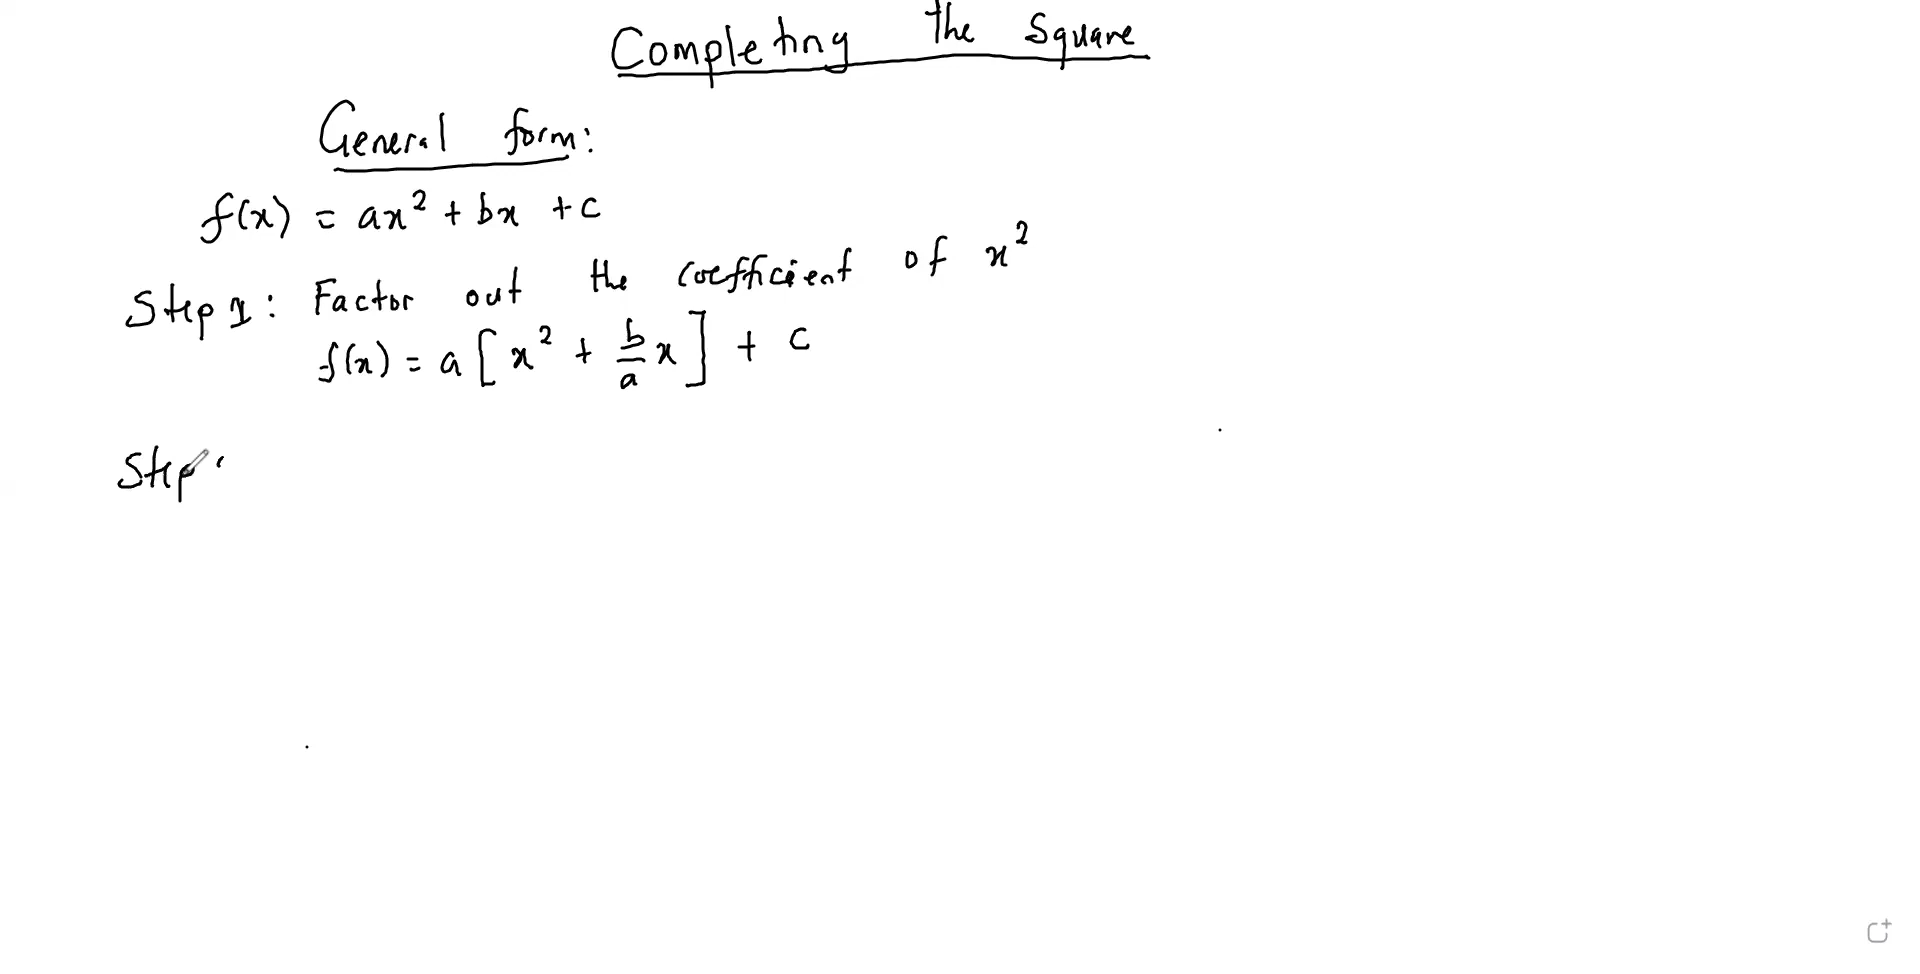 Completing the Square
General form:
f(x) = ax² + bx + c
Step 1: Factor out the coefficient of x²
f(x) = a[x² + b/a x] + c
Step